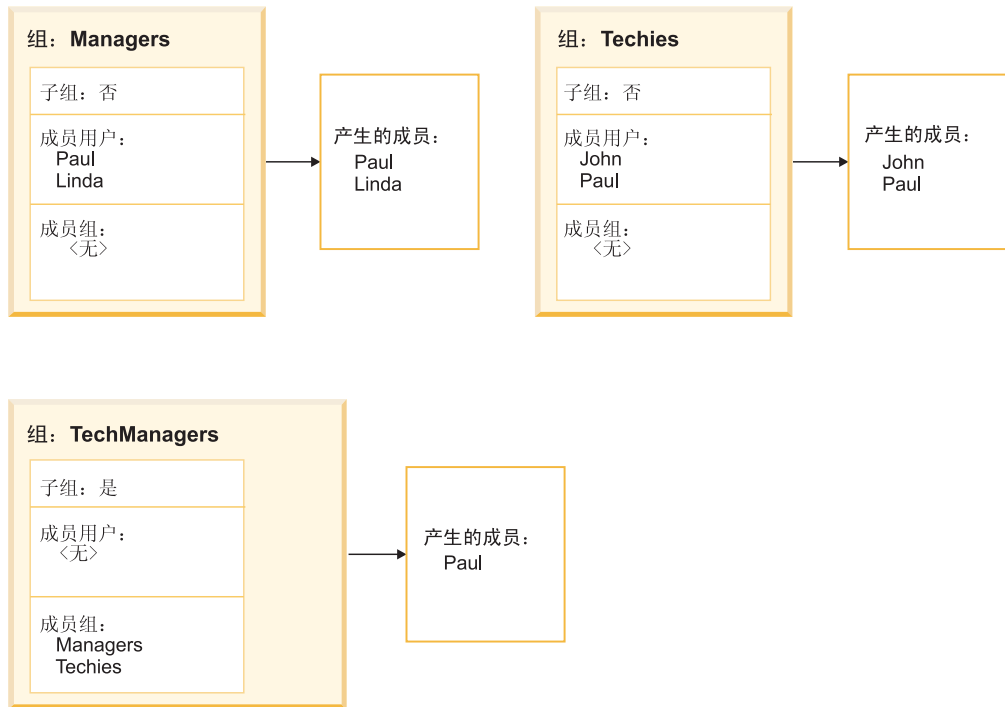 组：Managers
子组：否
成员用户：
Paul
Linda
成员组：
<无>
产生的成员：
Paul
Linda
组：Techies
子组：否
成员用户：
John
Paul
成员组：
<无>
产生的成员：
John
Paul
组：TechManagers
子组：是
成员用户：
<无>
成员组：
Managers
Techies
产生的成员：
Paul